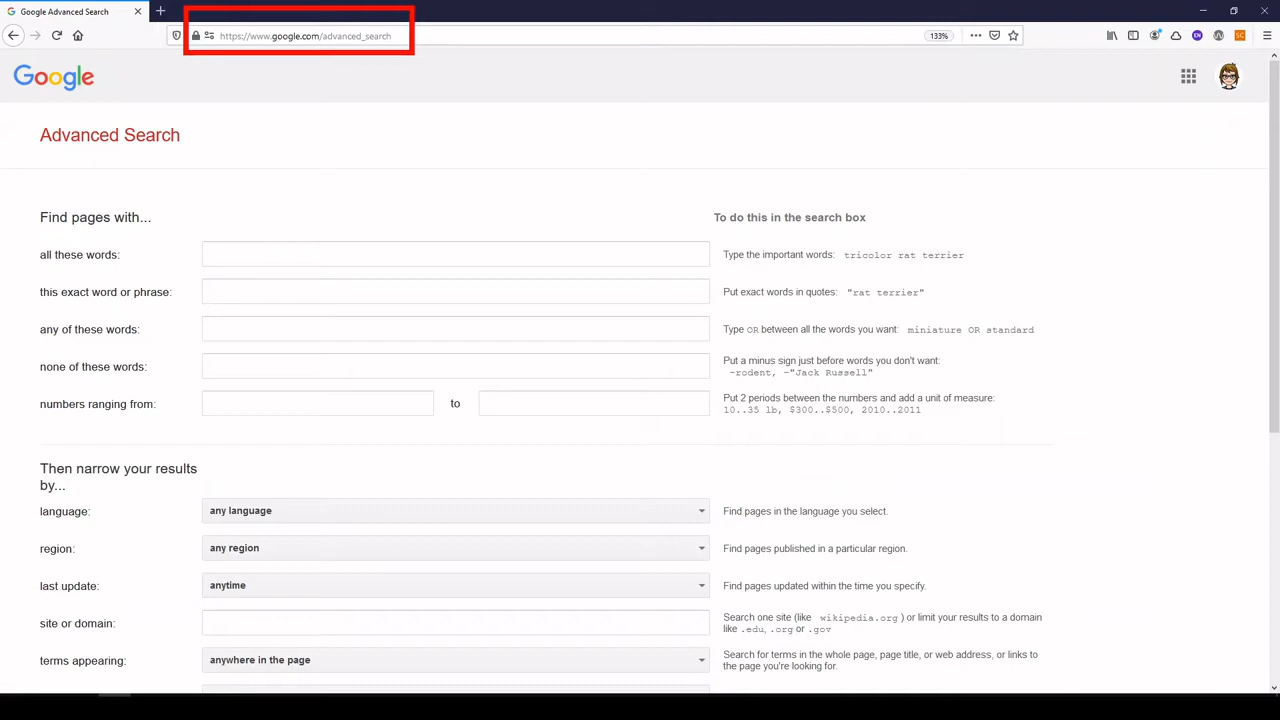 Google Advanced Search
https://www.google.com/advanced_search
133%
Google
Advanced Search
Find pages with...
To do this in the search box
all these words:
Type the important words: tricolor rat terrier
this exact word or phrase:
Put exact words in quotes: "rat terrier"
any of these words:
Type OR between all the words you want: miniature OR standard
none of these words:
Put a minus sign just before words you don't want:
-rodent, -"Jack Russell"
numbers ranging from:
to
Put 2 periods between the numbers and add a unit of measure:
10..35 lb, $300..$500, 2010..2011
Then narrow your results
by...
language:
any language
Find pages in the language you select.
region:
any region
Find pages published in a particular region.
last update:
anytime
Find pages updated within the time you specify.
site or domain:
Search one site (like wikipedia.org ) or limit your results to a domain
like .edu, .org or .gov
terms appearing:
anywhere in the page
Search for terms in the whole page, page title, or web address, or links to
the page you're looking for.